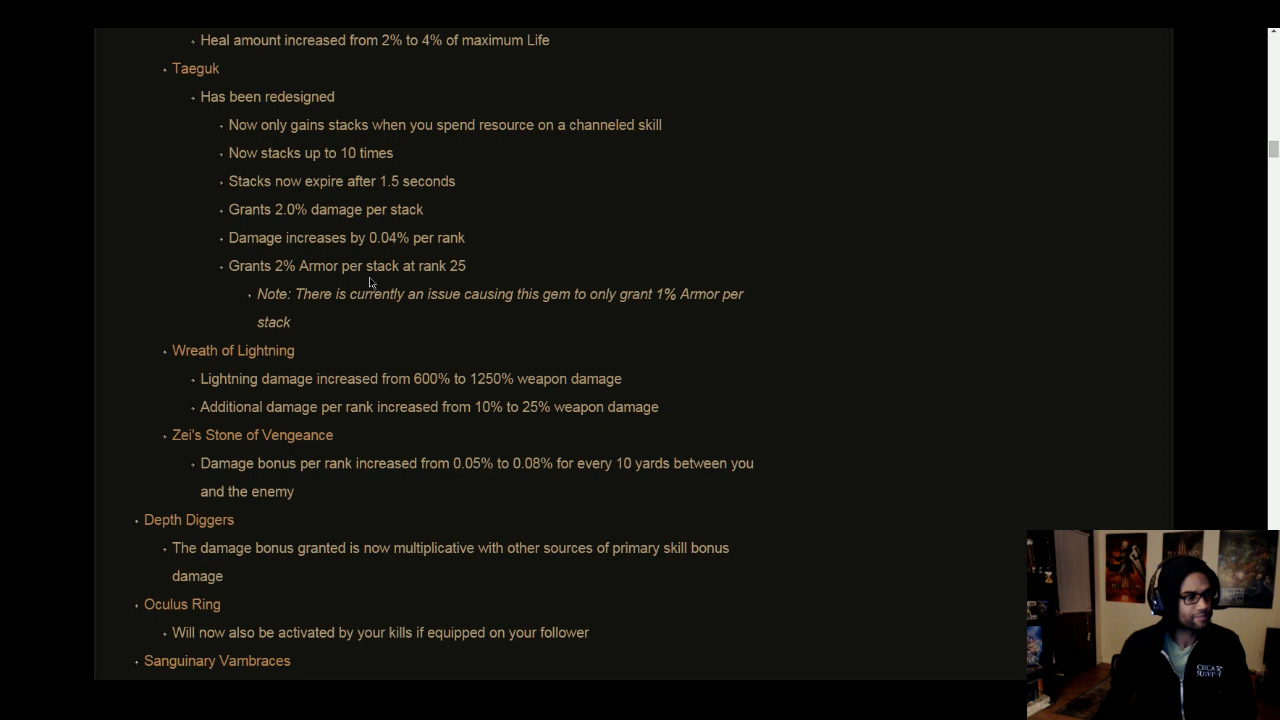 Heal amount increased from 2% to 4% of maximum Life
Taeguk
Has been redesigned
Now only gains stacks when you spend resource on a channeled skill
Now stacks up to 10 times
Stacks now expire after 1.5 seconds
Grants 2.0% damage per stack
Damage increases by 0.04% per rank
Grants 2% Armor per stack at rank 25
Note: There is currently an issue causing this gem to only grant 1% Armor per
stack
Wreath of Lightning
Lightning damage increased from 600% to 1250% weapon damage
Additional damage per rank increased from 10% to 25% weapon damage
Zei's Stone of Vengeance
Damage bonus per rank increased from 0.05% to 0.08% for every 10 yards between you
and the enemy
Depth Diggers
The damage bonus granted is now multiplicative with other sources of primary skill bonus
damage
Oculus Ring
Will now also be activated by your kills if equipped on your follower
Sanguinary Vambraces